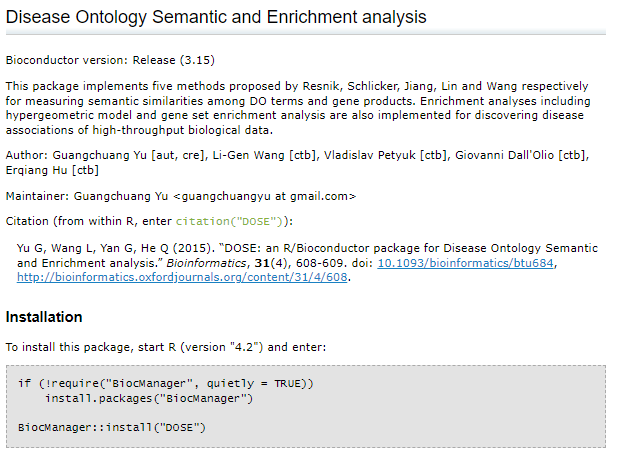 Disease Ontology Semantic and Enrichment analysis
Bioconductor version: Release (3.15)
This package implements five methods proposed by Resnik, Schlicker, Jiang, Lin and Wang respectively
for measuring semantic similarities among DO terms and gene products. Enrichment analyses including
hypergeometric model and gene set enrichment analysis are also implemented for discovering disease
associations of high-throughput biological data.
Author: Guangchuang Yu [aut, cre], Li-Gen Wang [ctb], Vladislav Petyuk [ctb], Giovanni Dall'Olio [ctb],
Erqiang Hu [ctb]
Maintainer: Guangchuang Yu <guangchuangyu at gmail.com>
Citation (from within R, enter citation("DOSE")):
Yu G, Wang L, Yan G, He Q (2015). “DOSE: an R/Bioconductor package for Disease Ontology Semantic
and Enrichment analysis.” Bioinformatics, 31(4), 608-609. doi: 10.1093/bioinformatics/btu684,
http://bioinformatics.oxfordjournals.org/content/31/4/608.
Installation
To install this package, start R (version "4.2") and enter:
if (!require("BiocManager", quietly = TRUE))
    install.packages("BiocManager")
BiocManager::install("DOSE")